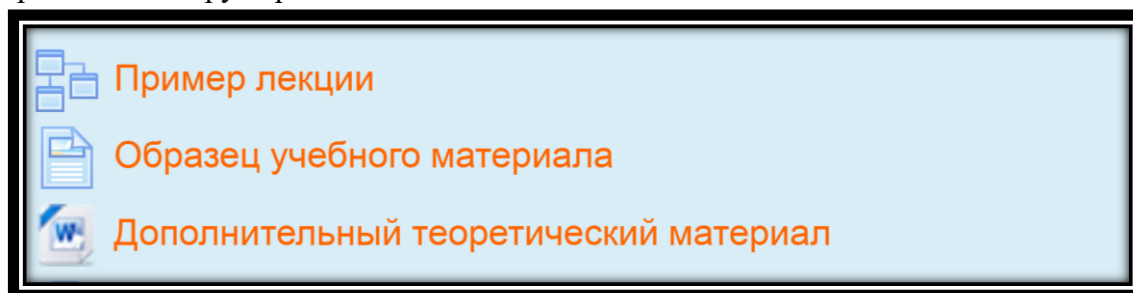 Пример лекции
Образец учебного материала
Дополнительный теоретический материал